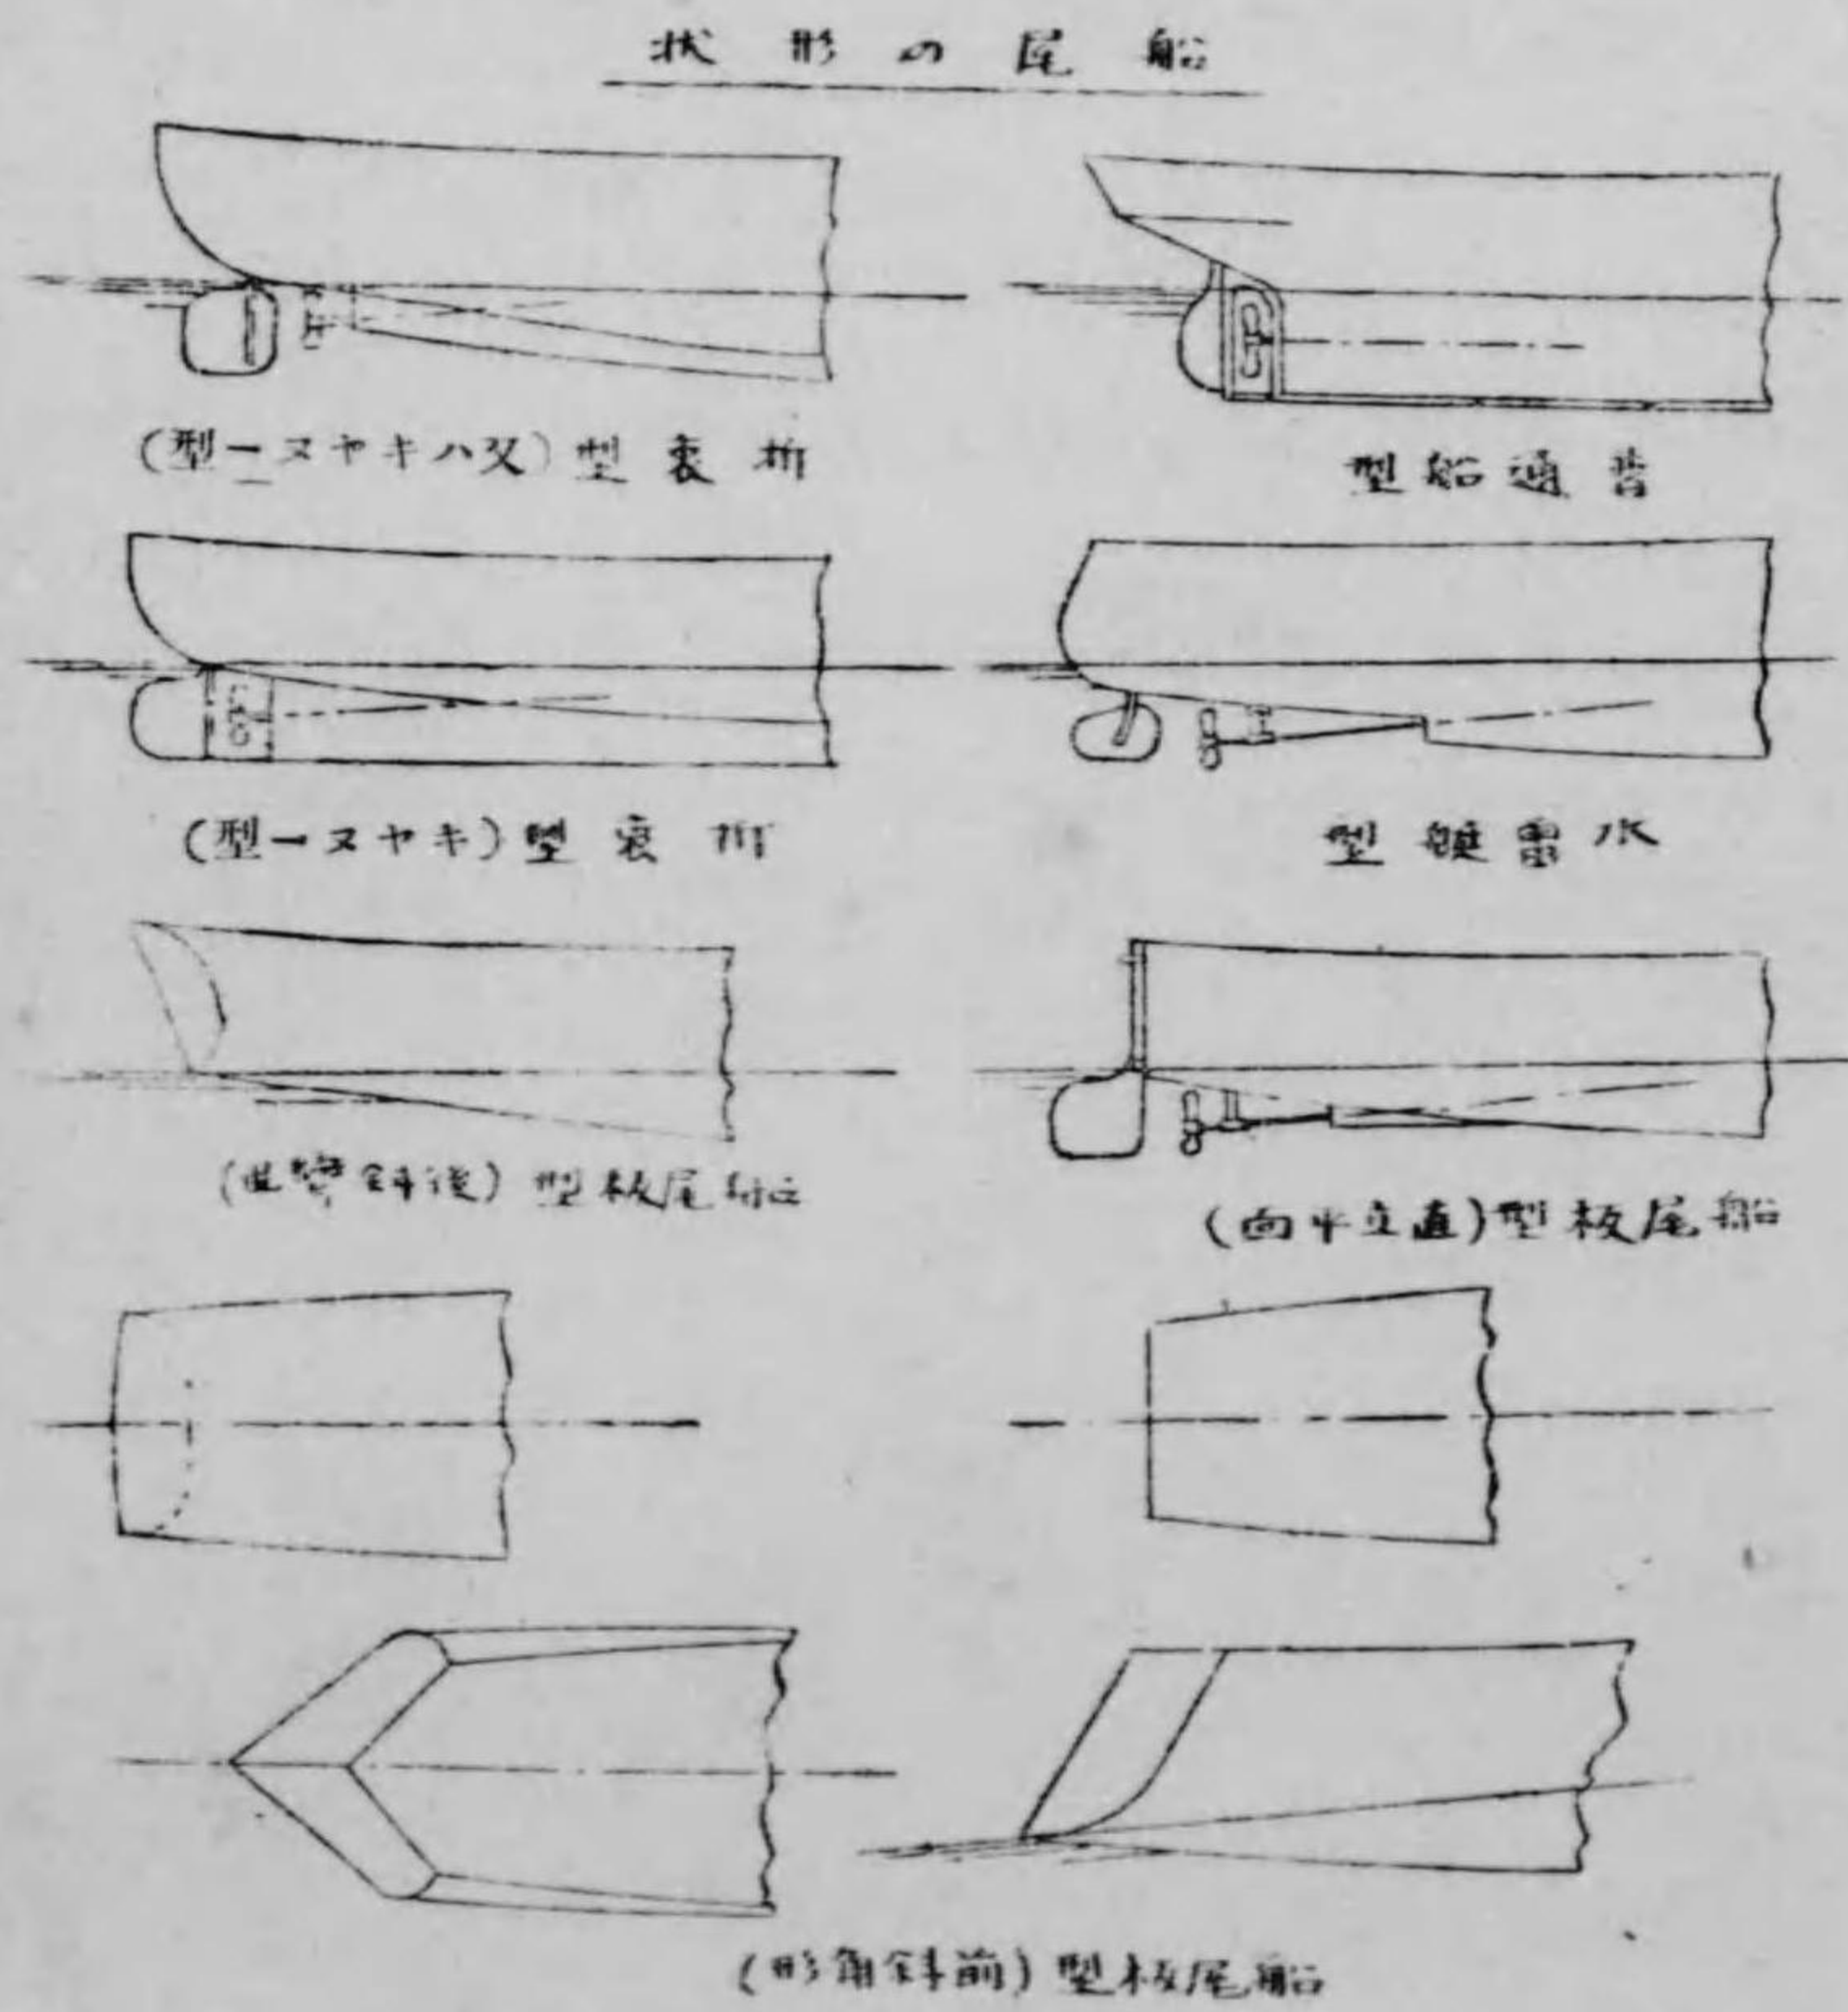 船尾の形状
普通船型
折衷型(又ハキヤヌー型)
水雷艇型
折衷型(キヤヌー型)
船尾板型(直立平面)
船尾板型(後斜彎曲)
船尾板型(前斜角形)